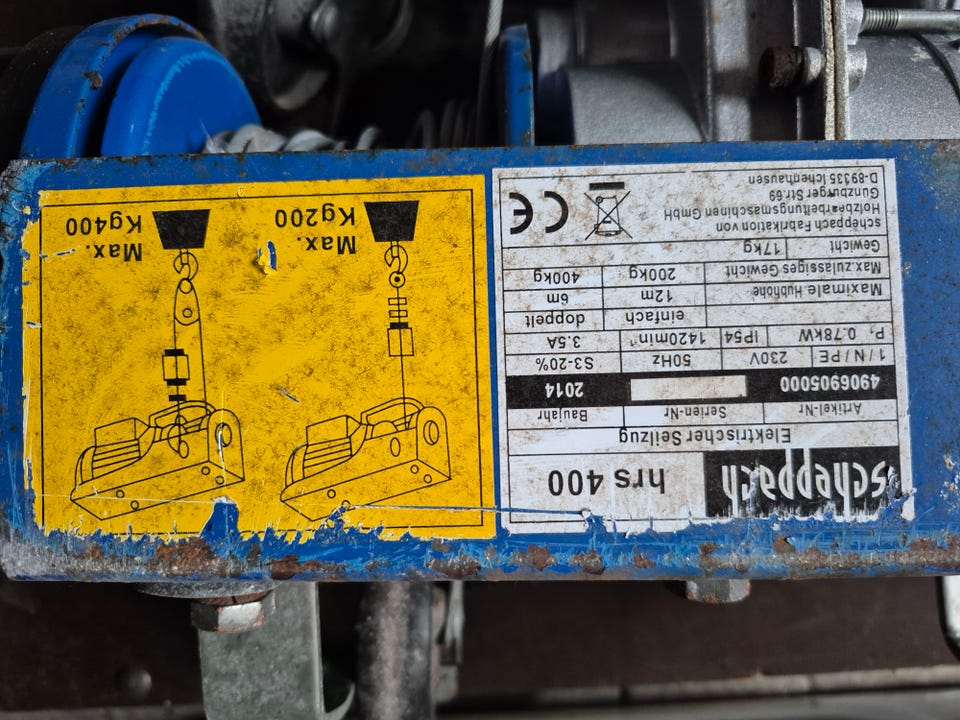 scheppach
hrs 400
Elektrischer Seilzug
Artikel-Nr Serien-Nr Baujahr
4906905000 2014
1 / N / PE 230V 50Hz S3-20%
P₁ 0.78kW IP54 1420min⁻¹ 3.5A
einfach doppelt
Maximale Hubhöhe 12m 6m
Max.zulässiges Gewicht 200kg 400kg
Gewicht 17kg
scheppach Fabrikation von
Holzbearbeitungsmaschinen GmbH
Günzburger Str.69
D-89335 Ichenhausen
CE
Max.
Kg200
Max.
Kg400